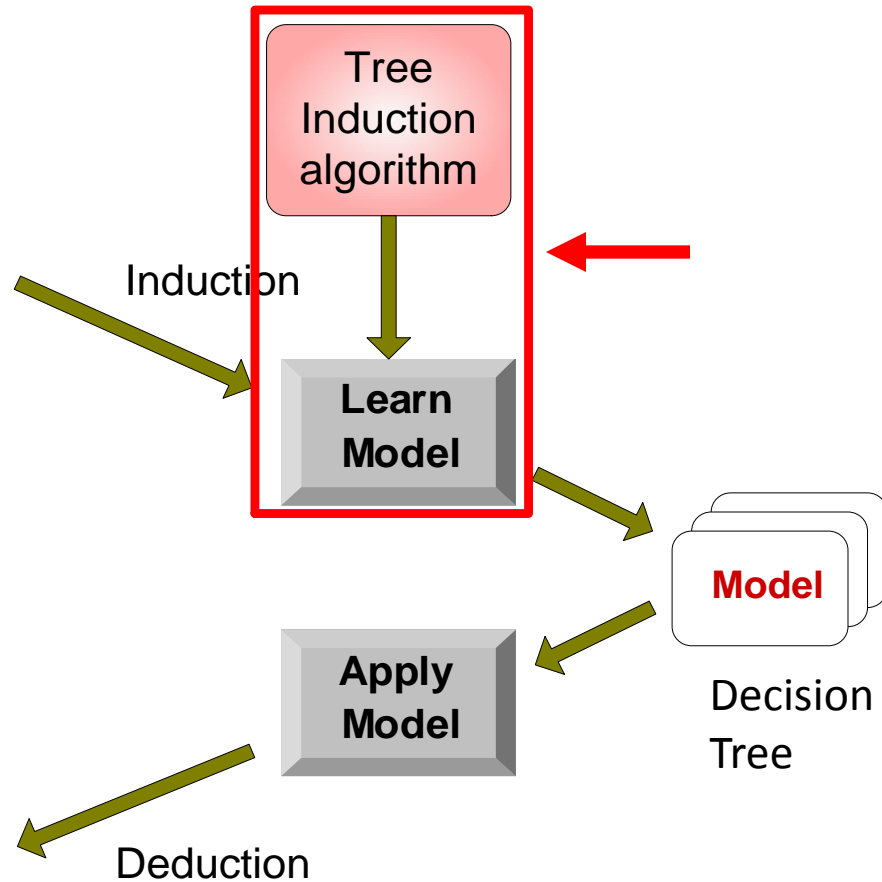 Tree
Induction
algorithm
Induction
Learn
Model
Model
Decision
Tree
Apply
Model
Deduction